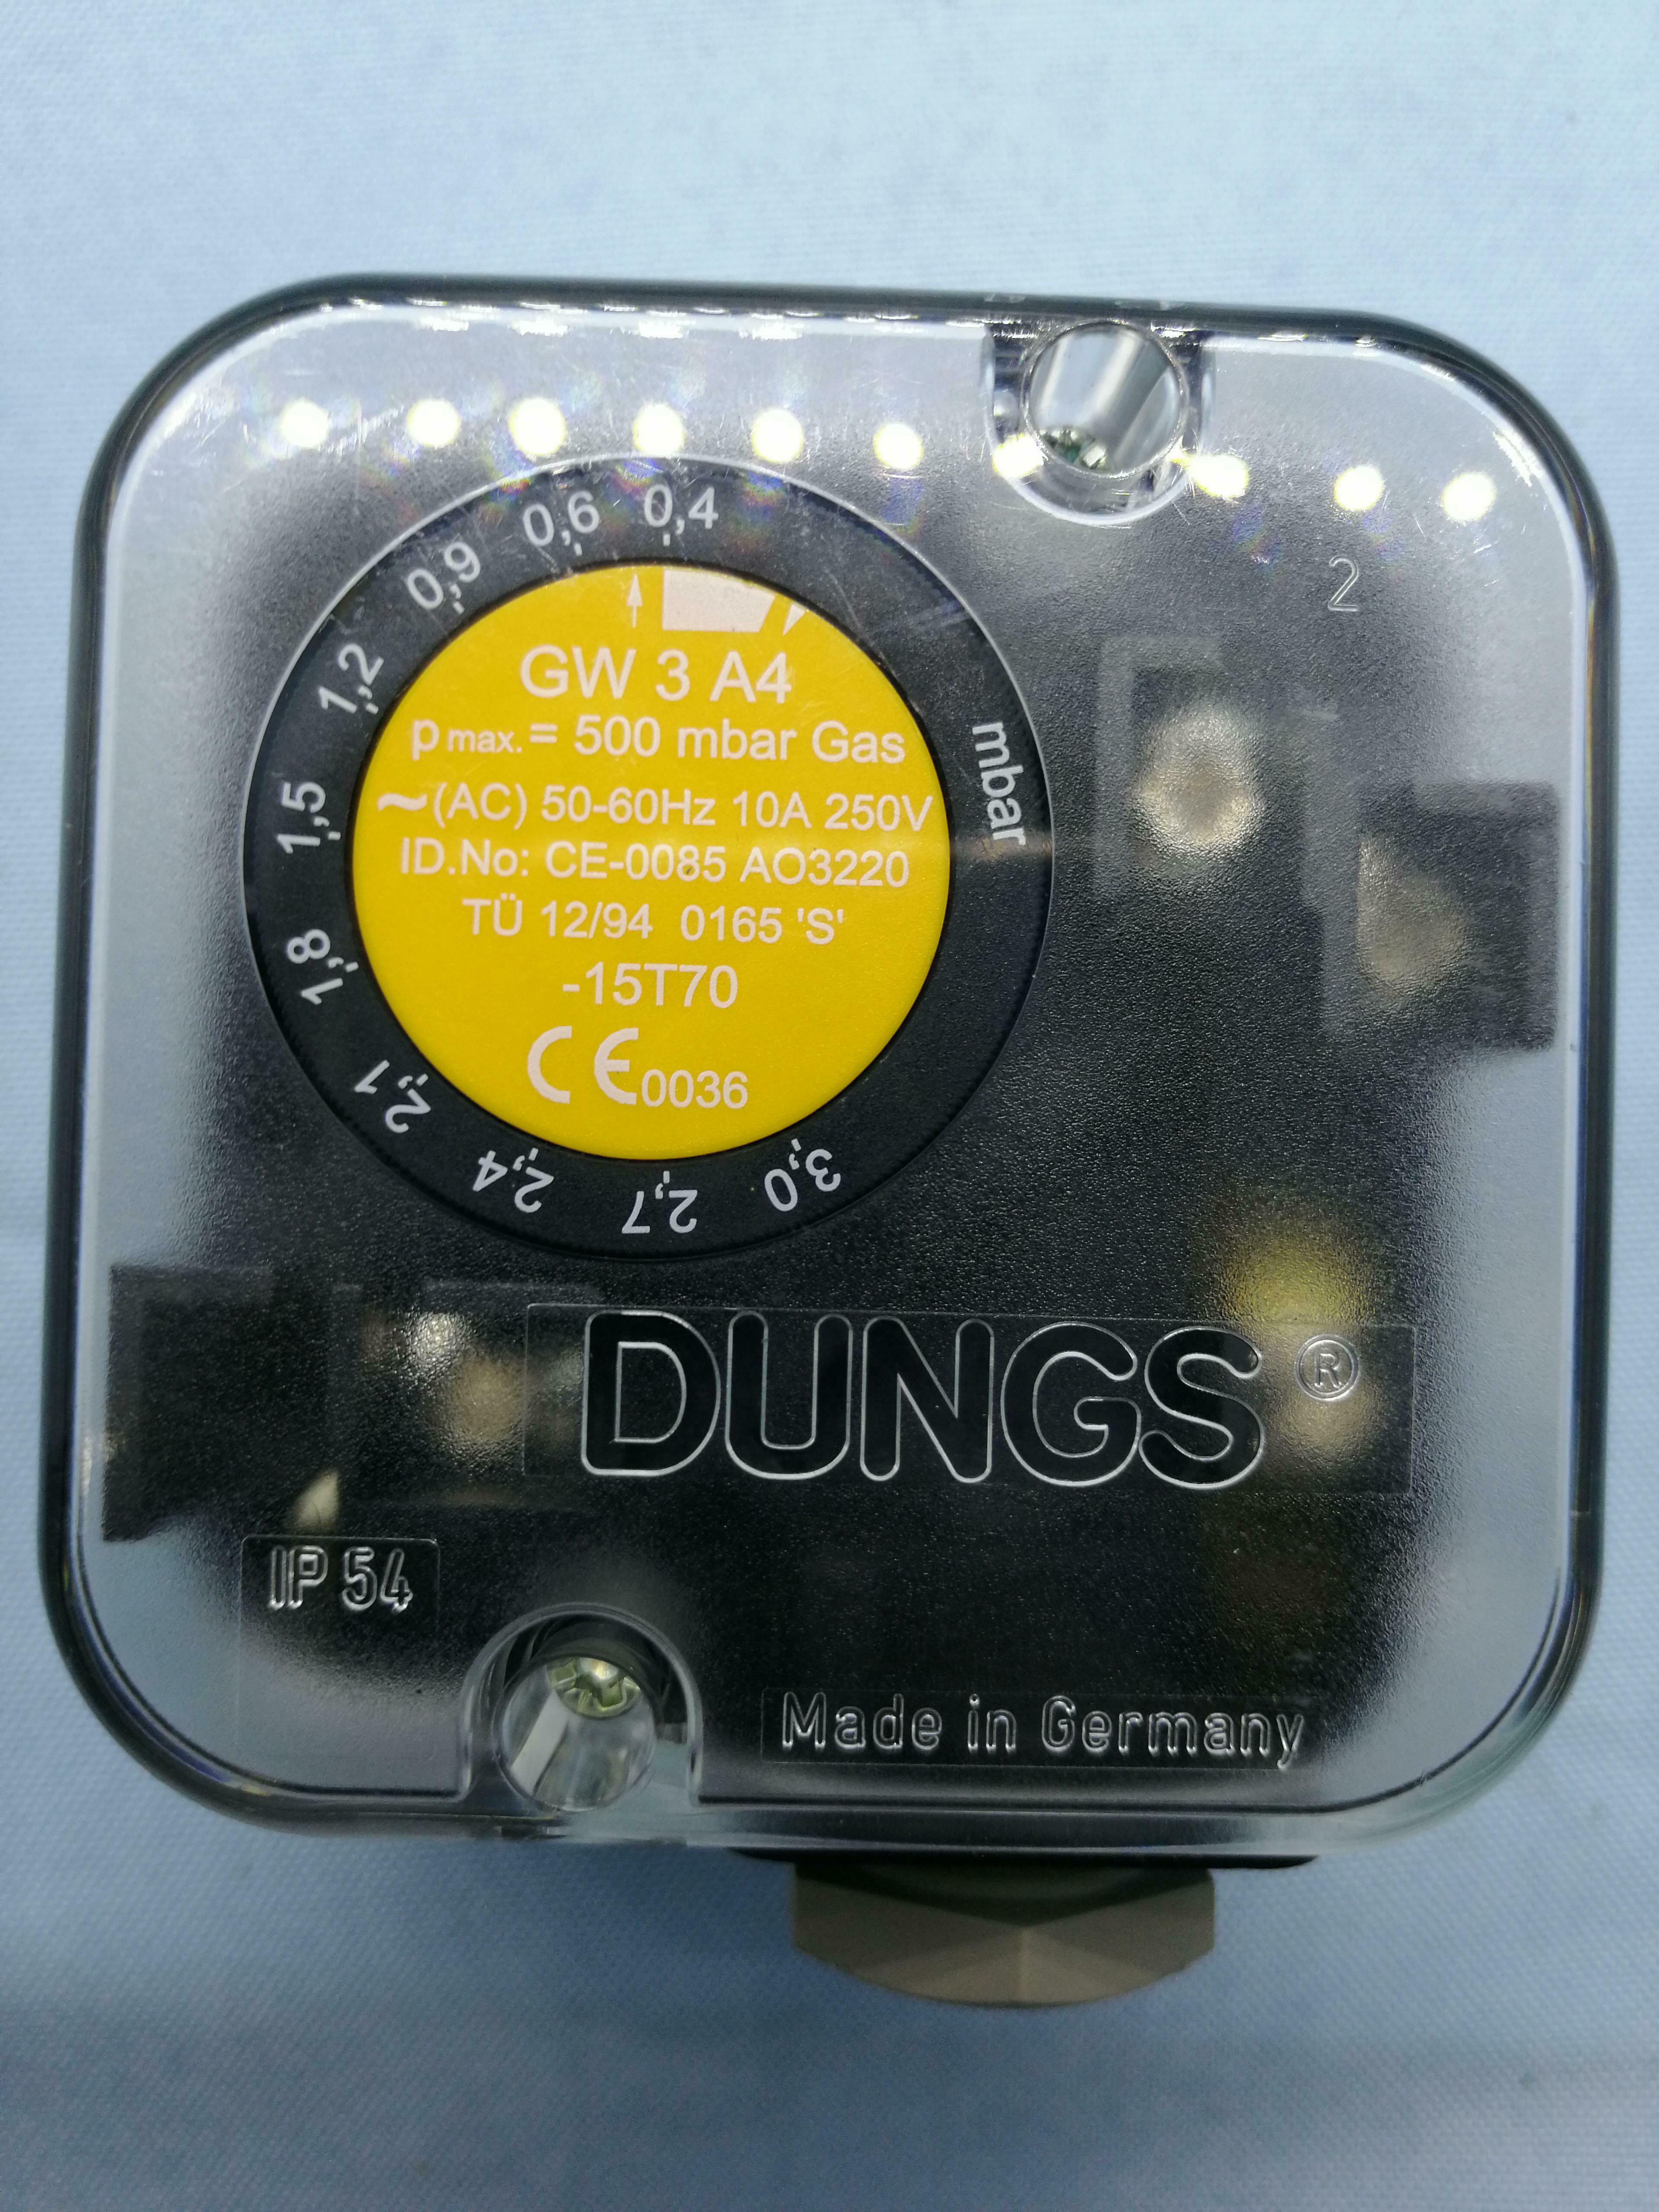 0,4
0,6
0,9
1,2
1,5
1,8
2,1
2,4
2,7
3,0
mbar
GW 3 A4
p max. = 500 mbar Gas
~(AC) 50-60Hz 10A 250V
ID.No: CE-0085 AO3220
TÜ 12/94 0165 'S'
-15T70
CE0036
2
DUNGS®
IP 54
Made in Germany